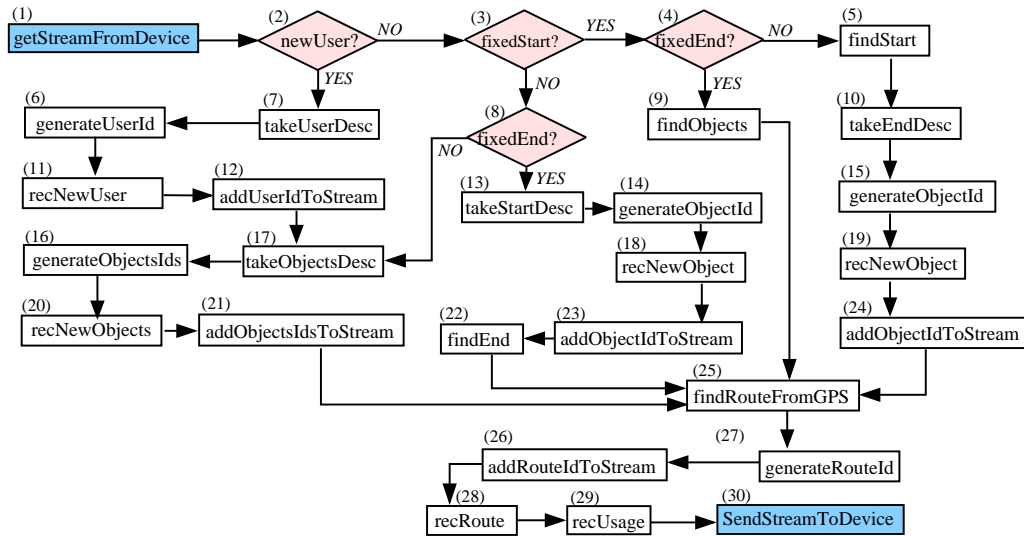 (1)
getStreamFromDevice
(2)
newUser?
NO
YES
(3)
fixedStart?
YES
NO
(4)
fixedEnd?
NO
YES
(5)
findStart
(6)
generateUserId
(7)
takeUserDesc
(8)
fixedEnd?
NO
YES
(9)
findObjects
(10)
takeEndDesc
(11)
recNewUser
(12)
addUserIdToStream
(13)
takeStartDesc
(14)
generateObjectId
(15)
generateObjectId
(16)
generateObjectsIds
(17)
takeObjectsDesc
(18)
recNewObject
(19)
recNewObject
(20)
recNewObjects
(21)
addObjectsIdsToStream
(22)
findEnd
(23)
addObjectIdToStream
(24)
addObjectIdToStream
(25)
findRouteFromGPS
(26)
addRouteIdToStream
(27)
generateRouteId
(28)
recRoute
(29)
recUsage
(30)
SendStreamToDevice